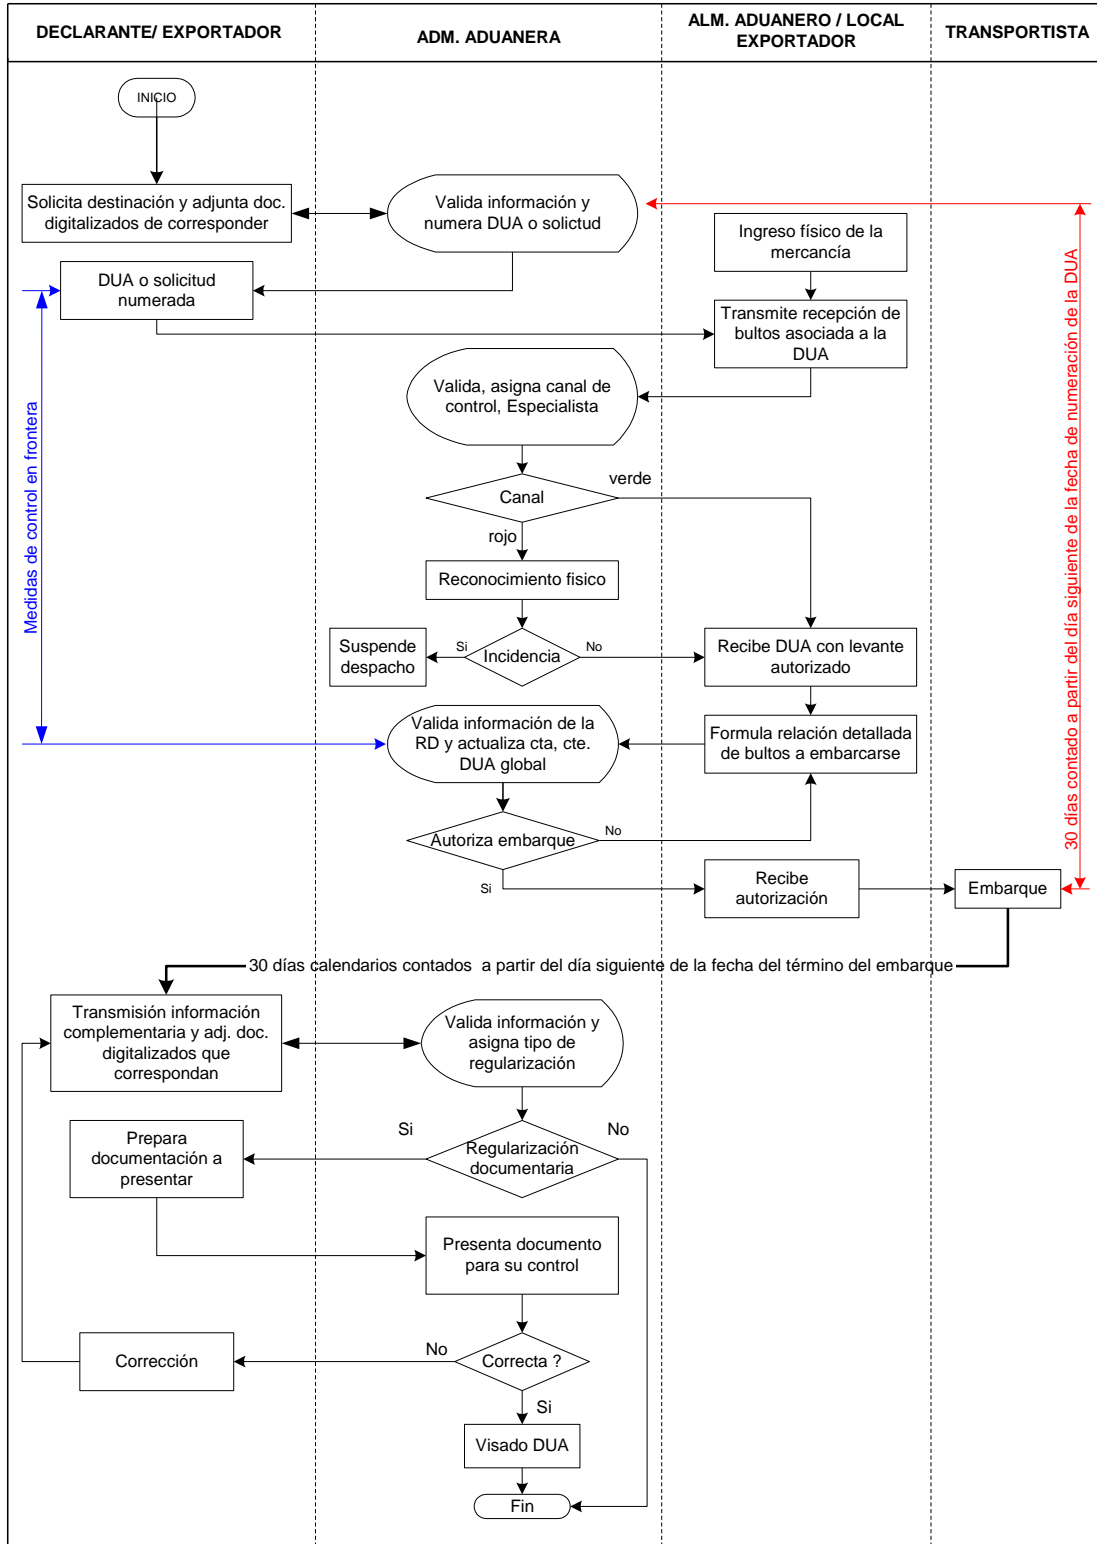 DECLARANTE/ EXPORTADOR
ADM. ADUANERA
ALM. ADUANERO / LOCAL
EXPORTADOR
TRANSPORTISTA
INICIO
Solicita destinación y adjunta doc.
digitalizados de corresponder
Valida información y
numera DUA o solictud
Ingreso físico de la
mercancía
DUA o solicitud
numerada
Transmite recepción de
bultos asociada a la
DUA
Valida, asigna canal de
control, Especialista
Canal
verde
rojo
Reconocimiento fisico
Suspende
despacho
Si
Incidencia
No
Recibe DUA con levante
autorizado
Medidas de control en frontera
30 días contado a partir del día siguiente de la fecha de numeración de la DUA
Valida información de la
RD y actualiza cta, cte.
DUA global
Formula relación detallada
de bultos a embarcarse
Autoriza embarque
No
Si
Recibe
autorización
Embarque
30 días calendarios contados  a partir del día siguiente de la fecha del término del embarque
Transmisión información
complementaria y adj. doc.
digitalizados que
correspondan
Valida información y
asigna tipo de
regularización
Prepara
documentación a
presentar
Si
Regularización
documentaria
No
Presenta documento
para su control
Corrección
No
Correcta ?
Si
Visado DUA
Fin